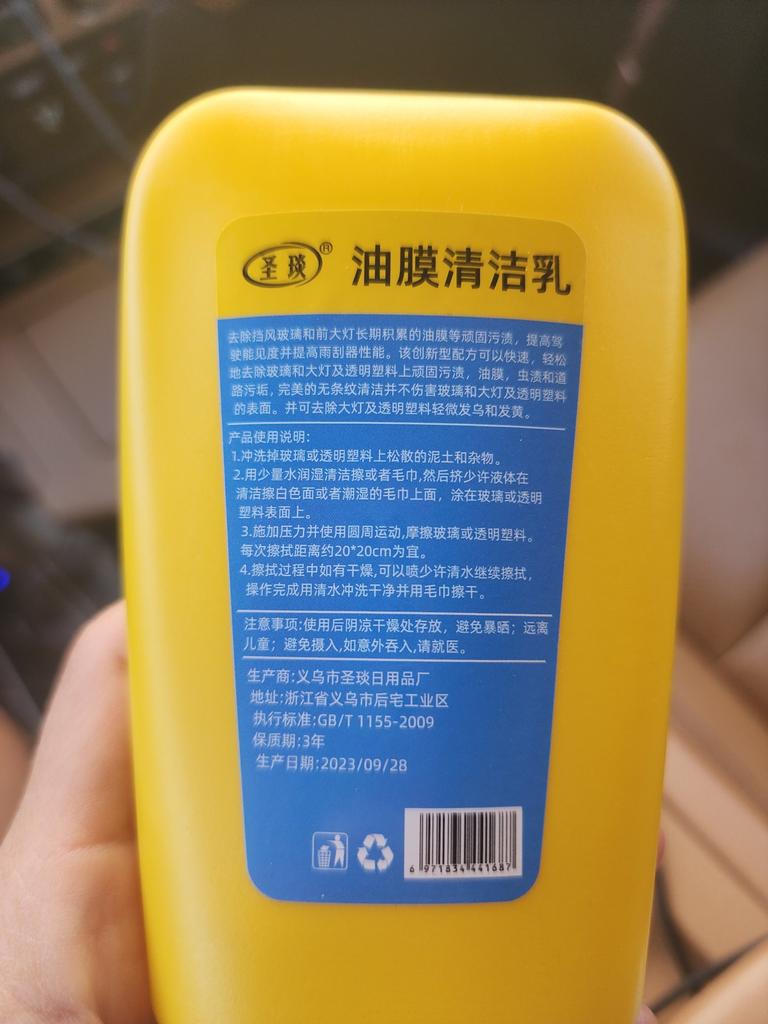 圣琰® 油膜清洁乳
去除挡风玻璃和前大灯长期积累的油膜等顽固污渍，提高驾
驶能见度并提高雨刮器性能。该创新型配方可以快速，轻松
地去除玻璃和大灯及透明塑料上顽固污渍，油膜，虫渍和道
路污垢，完美的无条纹清洁并不伤害玻璃和大灯及透明塑料
的表面。并可去除大灯及透明塑料轻微发乌和发黄。
产品使用说明:
1.冲洗掉玻璃或透明塑料上松散的泥土和杂物。
2.用少量水润湿清洁擦或者毛巾,然后挤少许液体在
清洁擦白色面或者潮湿的毛巾上面，涂在玻璃或透明
塑料表面上。
3.施加压力并使用圆周运动,摩擦玻璃或透明塑料。
每次擦拭距离约20*20cm为宜。
4.擦拭过程中如有干燥,可以喷少许清水继续擦拭，
操作完成用清水冲洗干净并用毛巾擦干。
注意事项:使用后阴凉干燥处存放，避免暴晒；远离
儿童；避免摄入,如意外吞入,请就医。
生产商:义乌市圣琰日用品厂
地址:浙江省义乌市后宅工业区
执行标准:GB/T 1155-2009
保质期:3年
生产日期:2023/09/28
6 971834 441687